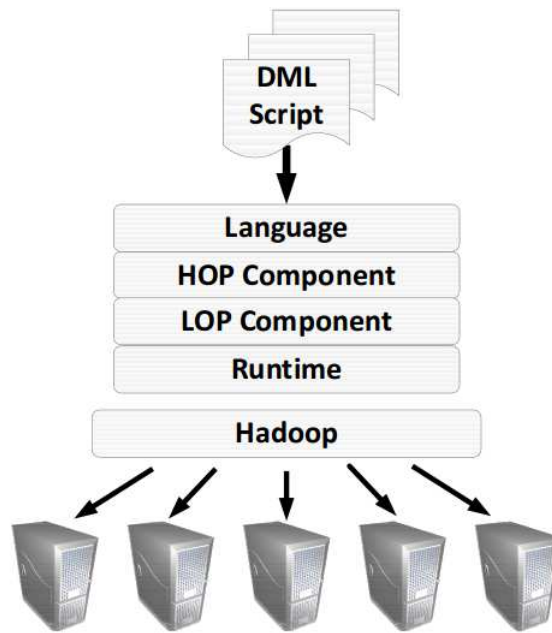 DML
Script
Language
HOP Component
LOP Component
Runtime
Hadoop